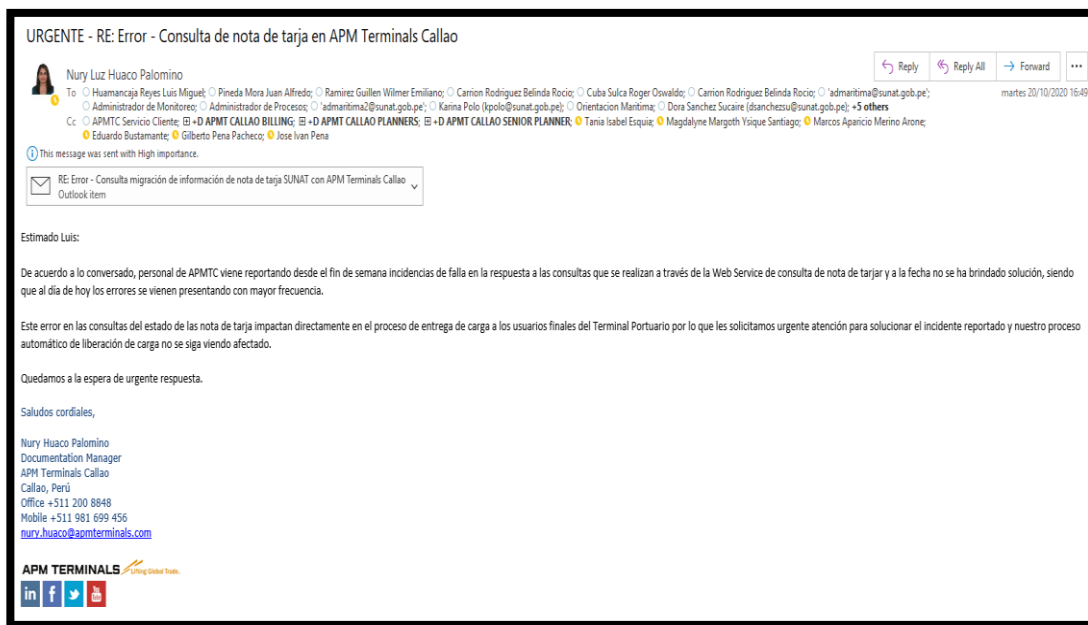 URGENTE - RE: Error - Consulta de nota de tarja en APM Terminals Callao
Nury Luz Huaco Palomino
Reply
Reply All
Forward
To Huamancaja Reyes Luis Miguel; Pineda Mora Juan Alfredo; Ramirez Guillen Wilmer Emiliano; Carrion Rodriguez Belinda Rocio; Cuba Sulca Roger Oswaldo; Carrion Rodriguez Belinda Rocio; 'admaritima@sunat.gob.pe';
martes 20/10/2020 16:49
Administrador de Monitoreo; Administrador de Procesos; 'admaritima2@sunat.gob.pe'; Karina Polo (kpolo@sunat.gob.pe); Orientacion Maritima; Dora Sanchez Sucaire (dsanchezsu@sunat.gob.pe); +5 others
Cc APMTC Servicio Cliente; +D APMT CALLAO BILLING; +D APMT CALLAO PLANNERS; +D APMT CALLAO SENIOR PLANNER; Tania Isabel Esquia; Magdalyne Margoth Ysique Santiago; Marcos Aparicio Merino Arone;
Eduardo Bustamante; Gilberto Pena Pacheco; Jose Ivan Pena
This message was sent with High importance.
RE: Error - Consulta migración de información de nota de tarja SUNAT con APM Terminals Callao
Outlook item
Estimado Luis:
De acuerdo a lo conversado, personal de APMTC viene reportando desde el fin de semana incidencias de falla en la respuesta a las consultas que se realizan a través de la Web Service de consulta de nota de tarjar y a la fecha no se ha brindado solución, siendo
que al día de hoy los errores se vienen presentando con mayor frecuencia.
Este error en las consultas del estado de las nota de tarja impactan directamente en el proceso de entrega de carga a los usuarios finales del Terminal Portuario por lo que les solicitamos urgente atención para solucionar el incidente reportado y nuestro proceso
automático de liberación de carga no se siga viendo afectado.
Quedamos a la espera de urgente respuesta.
Saludos cordiales,
Nury Huaco Palomino
Documentation Manager
APM Terminals Callao
Callao, Perú
Office +511 200 8848
Mobile +511 981 699 456
nury.huaco@apmterminals.com
APM TERMINALS Lifting Global Trade.